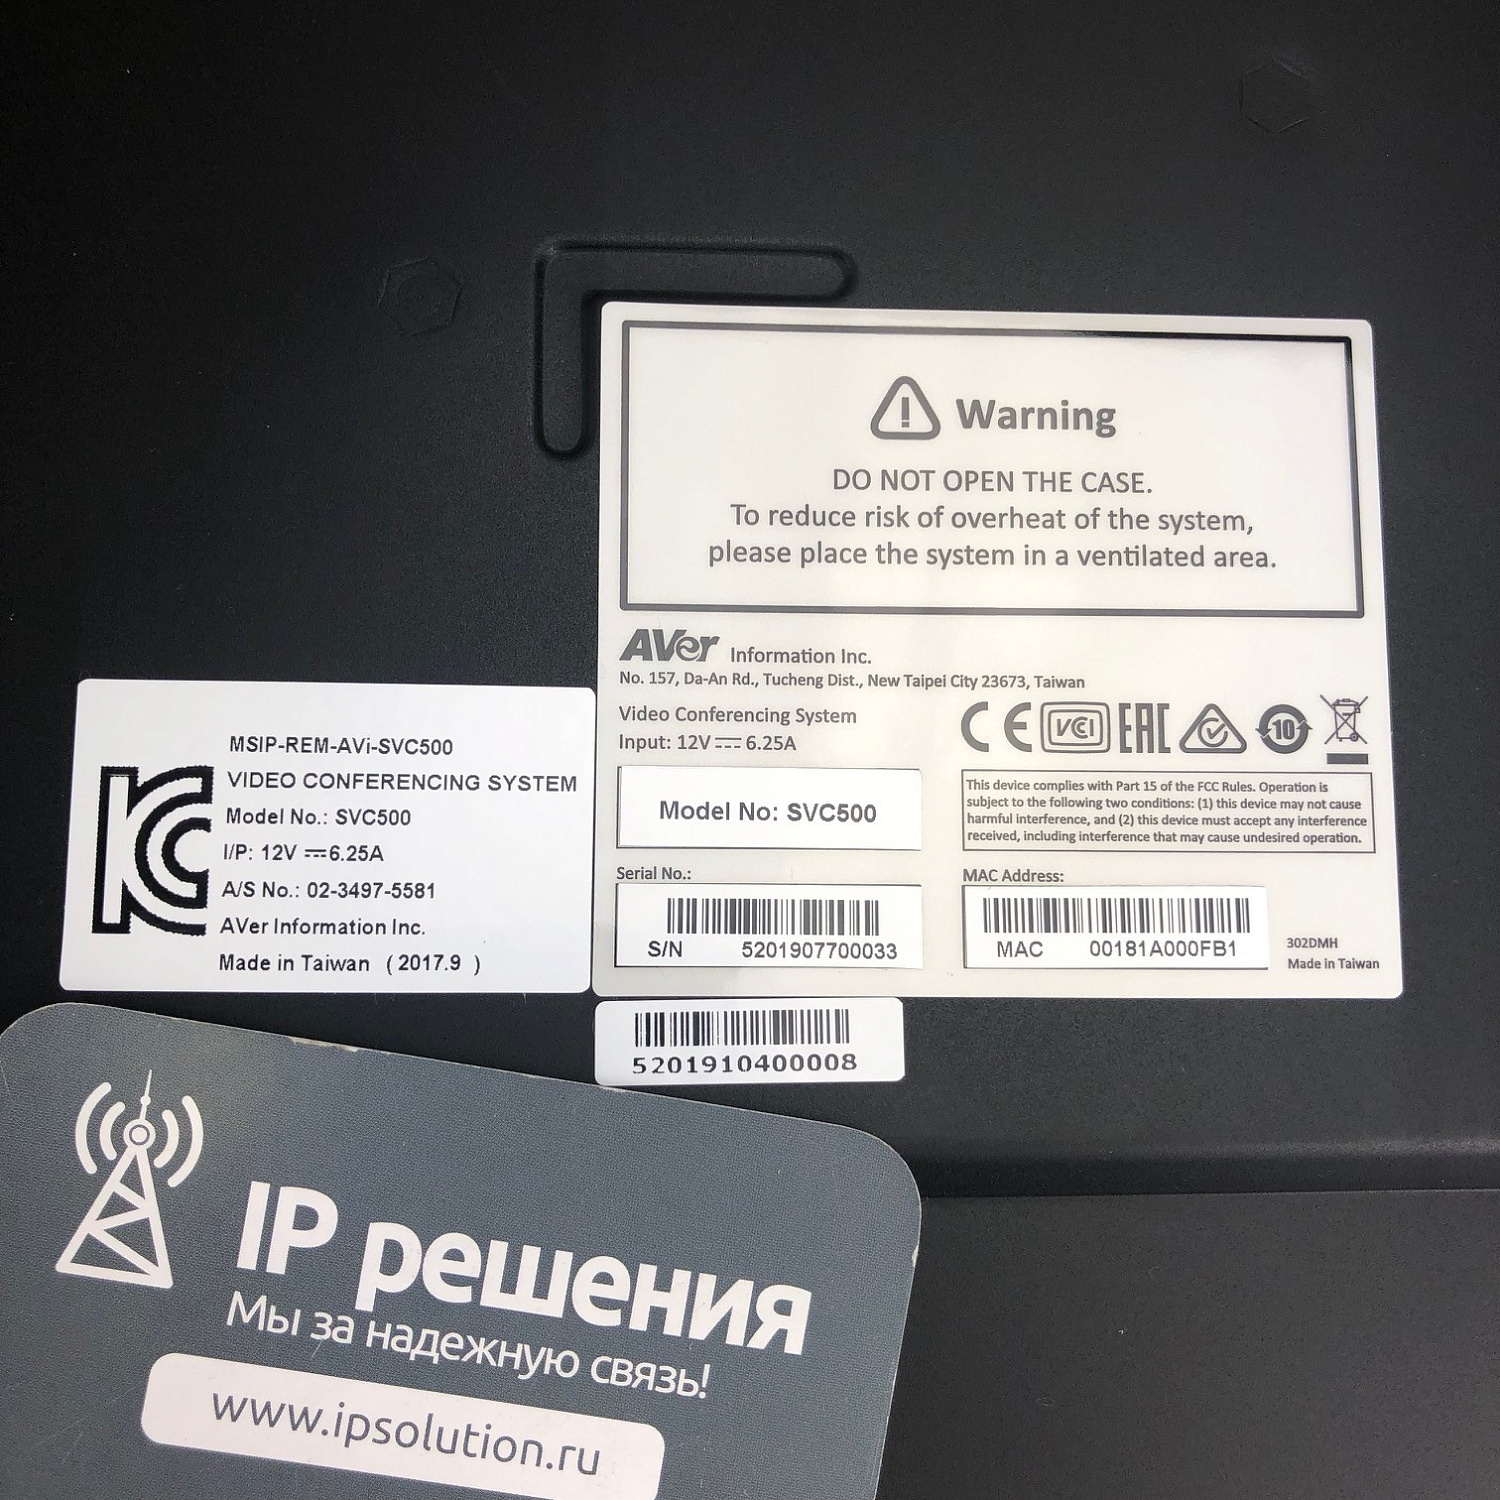 Warning
DO NOT OPEN THE CASE.
To reduce risk of overheat of the system,
please place the system in a ventilated area.
AVer Information Inc.
No. 157, Da-An Rd., Tucheng Dist., New Taipei City 23673, Taiwan
Video Conferencing System
Input: 12V⎓6.25A
CE VCCI EAC 10
Model No: SVC500
This device complies with Part 15 of the FCC Rules. Operation is
subject to the following two conditions: (1) this device may not cause
harmful interference, and (2) this device must accept any interference
received, including interference that may cause undesired operation.
Serial No.:
S/N 5201907700033
MAC Address:
MAC 00181A000FB1
302DMH
Made in Taiwan
MSIP-REM-AVi-SVC500
VIDEO CONFERENCING SYSTEM
Model No.: SVC500
I/P: 12V⎓6.25A
A/S No.: 02-3497-5581
AVer Information Inc.
Made in Taiwan (2017.9 )
KC
5201910400008
IP решения
Мы за надежную связь!
www.ipsolution.ru